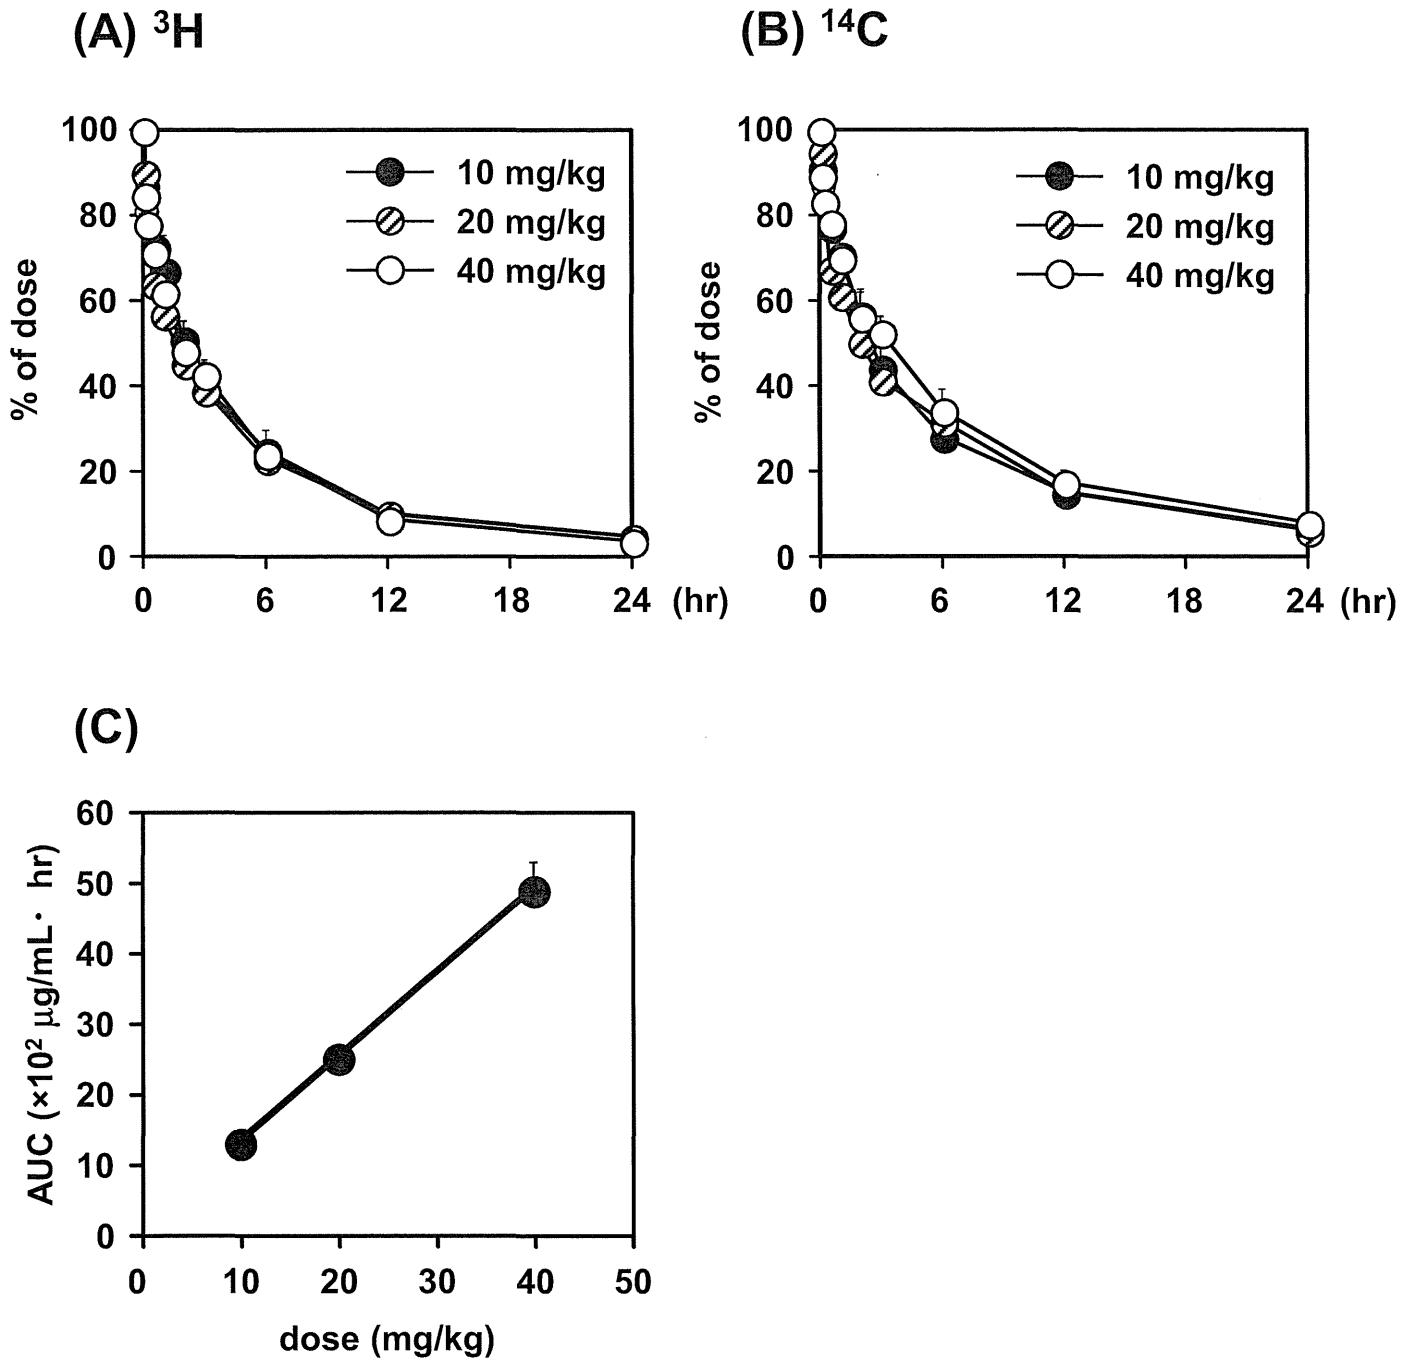 (A) ³H
100
80
60
40
20
0
% of dose
10 mg/kg
20 mg/kg
40 mg/kg
0 6 12 18 24 (hr)
(B) ¹⁴C
100
80
60
40
20
0
% of dose
10 mg/kg
20 mg/kg
40 mg/kg
0 6 12 18 24 (hr)
(C)
60
50
40
30
20
10
0
AUC (×10² μg/mL· hr)
0 10 20 30 40 50
dose (mg/kg)